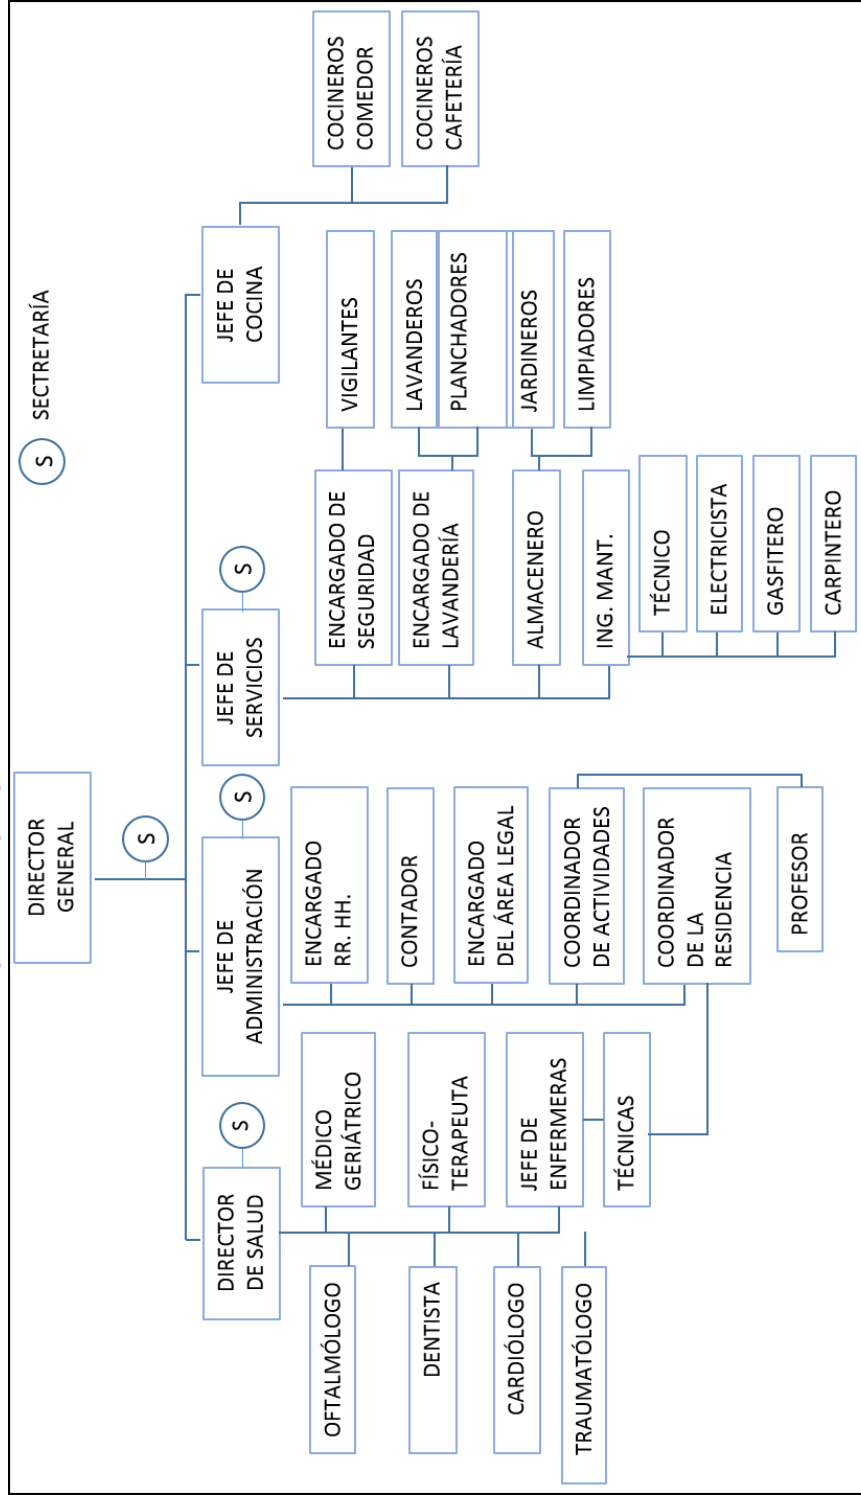 DIRECTOR
GENERAL
S
S
SECTRETARÍA
DIRECTOR
DE SALUD
S
JEFE DE
ADMINISTRACIÓN
S
JEFE DE
SERVICIOS
S
JEFE DE
COCINA
OFTALMÓLOGO
DENTISTA
CARDIÓLOGO
TRAUMATÓLOGO
MÉDICO
GERIÁTRICO
FÍSICO-
TERAPEUTA
JEFE DE
ENFERMERAS
TÉCNICAS
ENCARGADO
RR. HH.
CONTADOR
ENCARGADO
DEL ÁREA LEGAL
COORDINADOR
DE ACTIVIDADES
COORDINADOR
DE LA
RESIDENCIA
PROFESOR
ENCARGADO DE
SEGURIDAD
ENCARGADO DE
LAVANDERÍA
ALMACENERO
ING. MANT.
VIGILANTES
LAVANDEROS
PLANCHADORES
JARDINEROS
LIMPIADORES
TÉCNICO
ELECTRICISTA
GASFITERO
CARPINTERO
COCINEROS
COMEDOR
COCINEROS
CAFETERÍA